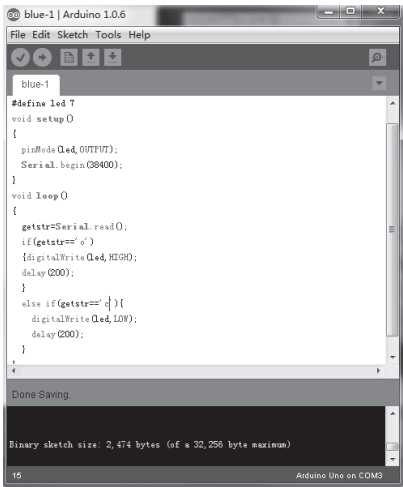 blue-1 | Arduino 1.0.6
File Edit Sketch Tools Help
blue-1
#define led 7
void setup()
{
pinMode(led,OUTPUT);
Serial.begin(38400);
}
void loop()
{
getstr=Serial.read();
if(getstr=='o')
{digitalWrite(led,HIGH);
delay(200);
}
else if(getstr=='c'){
digitalWrite(led,LOW);
delay(200);
}
}
Done Saving.
Binary sketch size: 2,474 bytes (of a 32,256 byte maximum)
15
Arduino Uno on COM3